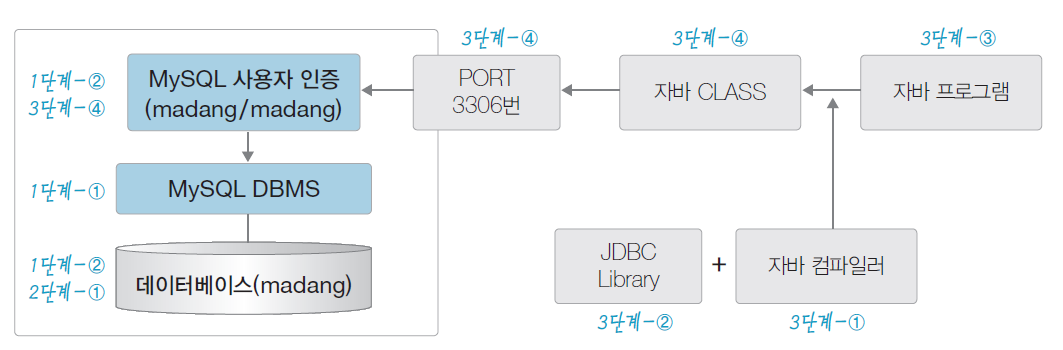 3단계-④
3단계-④
3단계-③
1단계-②
3단계-④
MySQL 사용자 인증
(madang/madang)
PORT
3306번
자바 CLASS
자바 프로그램
1단계-①
MySQL DBMS
1단계-②
2단계-①
데이터베이스(madang)
JDBC
Library
+
자바 컴파일러
3단계-②
3단계-①